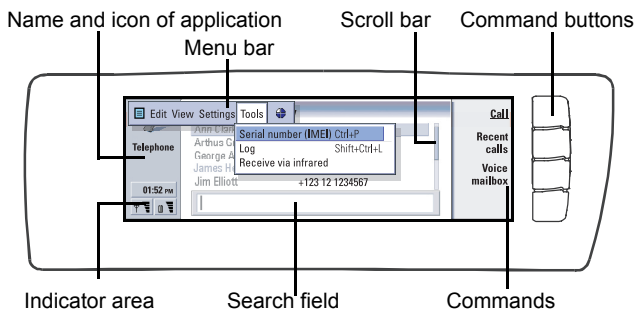 Name and icon of application
Menu bar
Scroll bar
Command buttons
Edit View Settings Tools
Serial number (IMEI) Ctrl+P
Log Shift+Ctrl+L
Receive via infrared
Telephone
Ann Clark
Arthus G
George A
James H
Jim Elliott +123 12 1234567
01:52 PM
Call
Recent
calls
Voice
mailbox
Indicator area
Search field
Commands